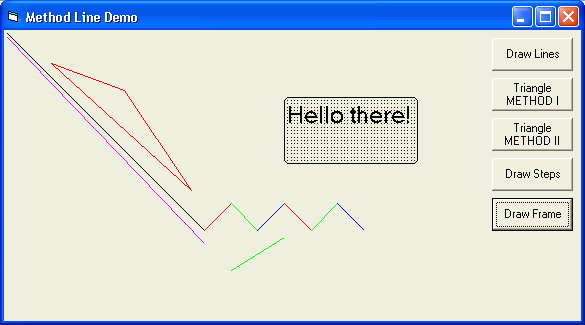 Method Line Demo
Draw Lines
Triangle
METHOD I
Hello there!
Triangle
METHOD II
Draw Steps
Draw Frame